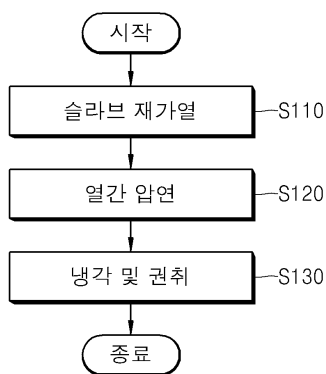 시작
슬라브 재가열
S110
열간 압연
S120
냉각 및 권취
S130
종료